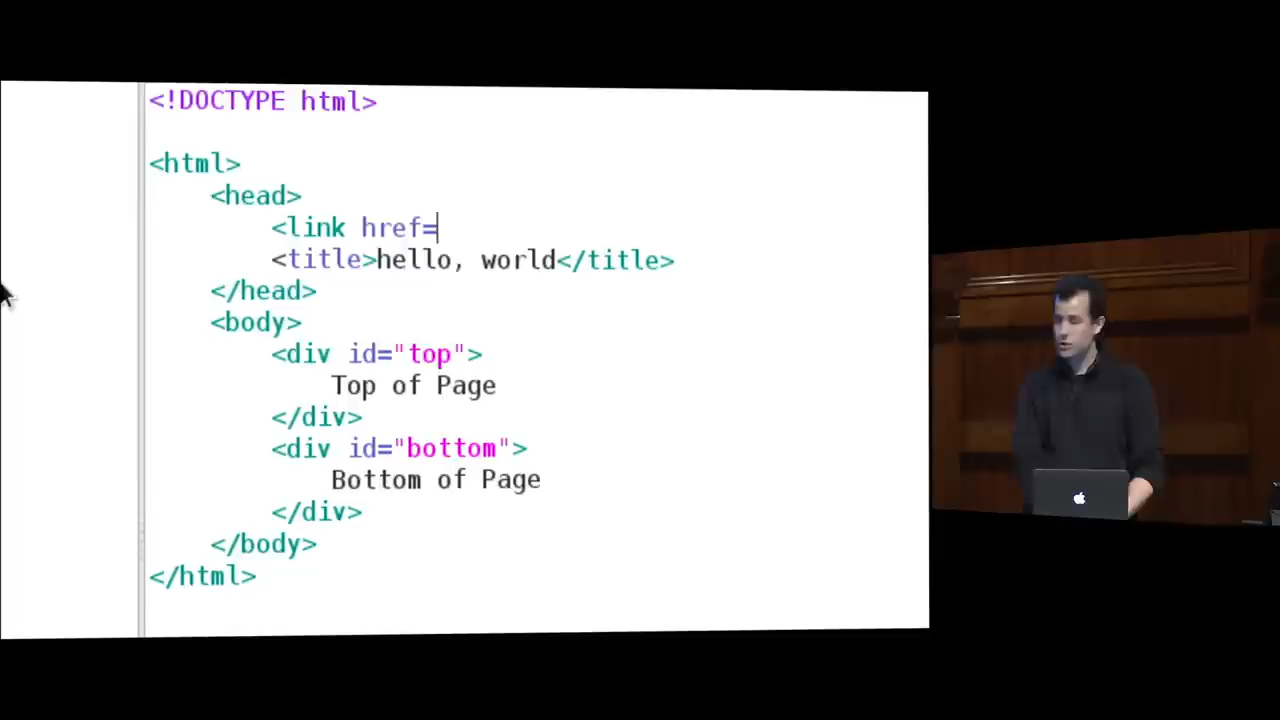 <!DOCTYPE html>
<html>
<head>
<link href=
<title>hello, world</title>
</head>
<body>
<div id="top">
Top of Page
</div>
<div id="bottom">
Bottom of Page
</div>
</body>
</html>